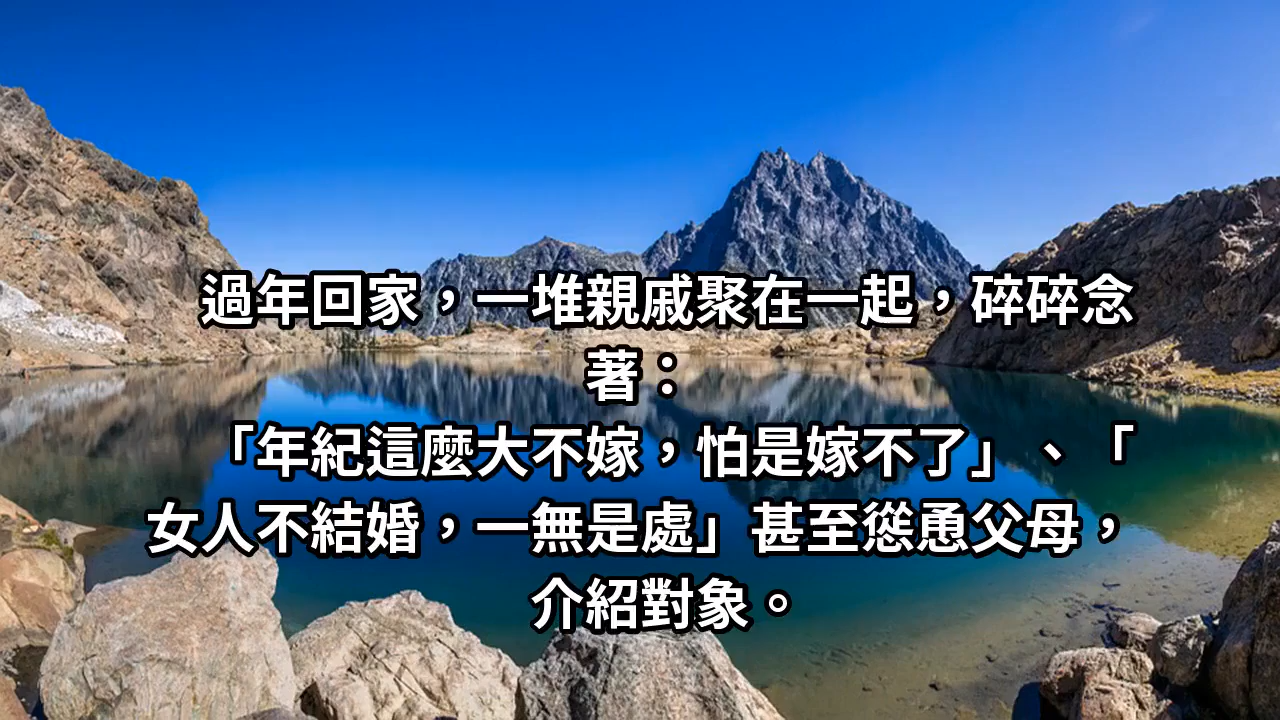 過年回家，一堆親戚聚在一起，碎碎念
著：
「年紀這麼大不嫁，怕是嫁不了」、「
女人不結婚，一無是處」甚至慫恿父母，
介紹對象。